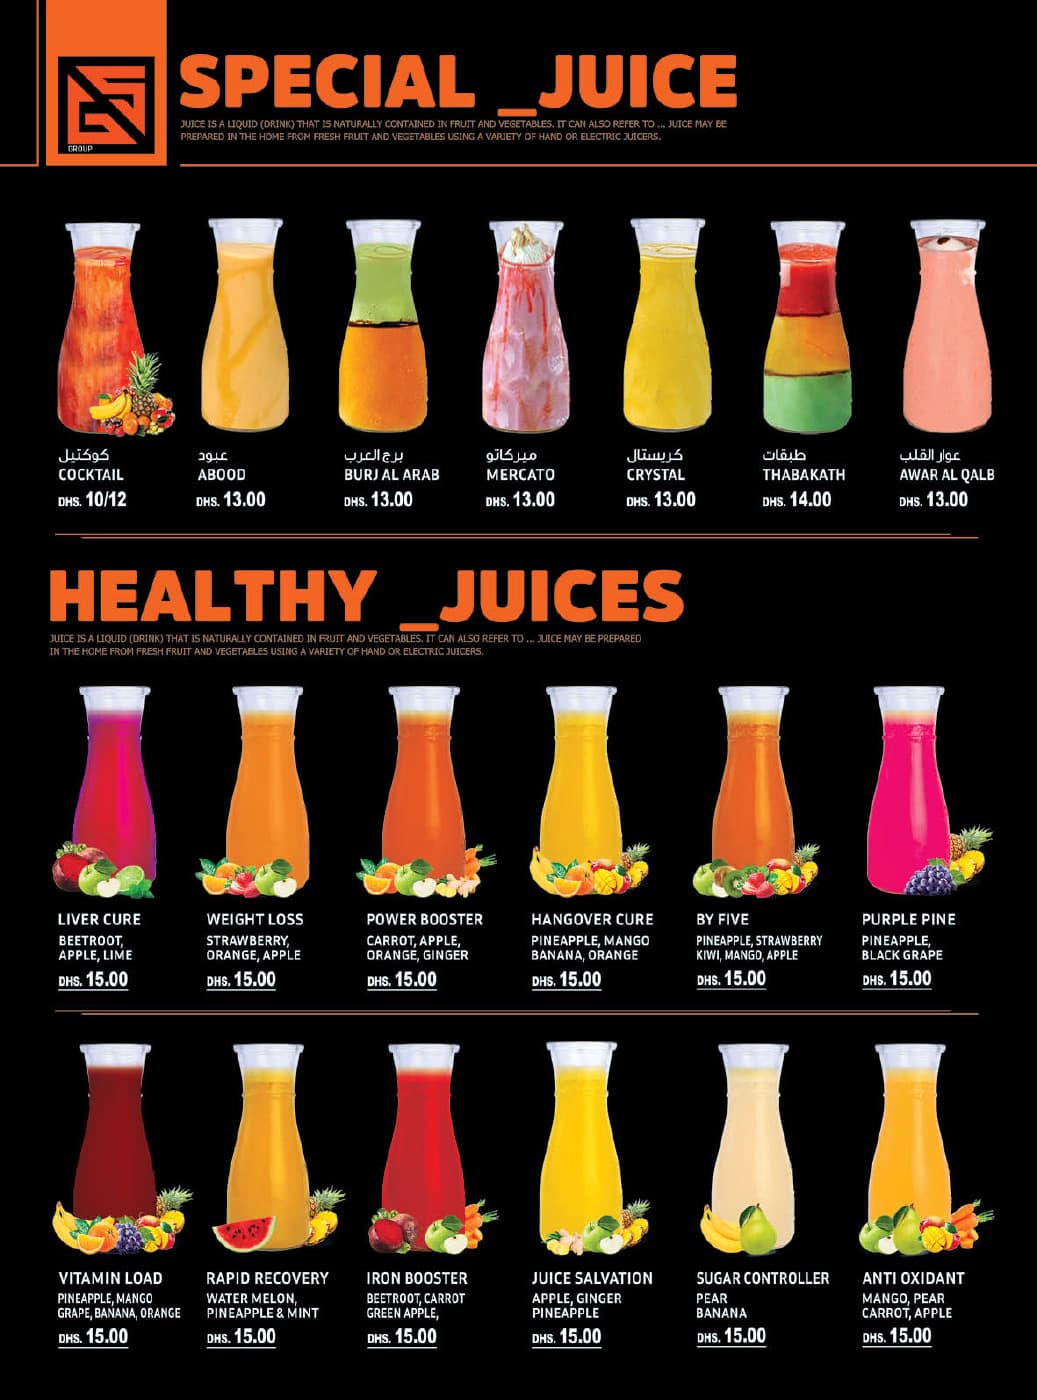 GROUP
SPECIAL _JUICE
JUICE IS A LIQUID (DRINK) THAT IS NATURALLY CONTAINED IN FRUIT AND VEGETABLES. IT CAN ALSO REFER TO ... JUICE MAY BE
PREPARED IN THE HOME FROM FRESH FRUIT AND VEGETABLES USING A VARIETY OF HAND OR ELECTRIC JUICERS.
كوكتيل
COCKTAIL
DHS. 10/12
عبود
ABOOD
DHS. 13.00
برج العرب
BURJ AL ARAB
DHS. 13.00
ميركاتو
MERCATO
DHS. 13.00
كريستال
CRYSTAL
DHS. 13.00
طبقات
THABAKATH
DHS. 14.00
عوار القلب
AWAR AL QALB
DHS. 13.00
HEALTHY _JUICES
JUICE IS A LIQUID (DRINK) THAT IS NATURALLY CONTAINED IN FRUIT AND VEGETABLES. IT CAN ALSO REFER TO ... JUICE MAY BE PREPARED
IN THE HOME FROM FRESH FRUIT AND VEGETABLES USING A VARIETY OF HAND OR ELECTRIC JUICERS.
LIVER CURE
BEETROOT,
APPLE, LIME
DHS. 15.00
WEIGHT LOSS
STRAWBERRY,
ORANGE, APPLE
DHS. 15.00
POWER BOOSTER
CARROT, APPLE,
ORANGE, GINGER
DHS. 15.00
HANGOVER CURE
PINEAPPLE, MANGO
BANANA, ORANGE
DHS. 15.00
BY FIVE
PINEAPPLE, STRAWBERRY
KIWI, MANGO, APPLE
DHS. 15.00
PURPLE PINE
PINEAPPLE,
BLACK GRAPE
DHS. 15.00
VITAMIN LOAD
PINEAPPLE, MANGO
GRAPE, BANANA, ORANGE
DHS. 15.00
RAPID RECOVERY
WATER MELON,
PINEAPPLE & MINT
DHS. 15.00
IRON BOOSTER
BEETROOT, CARROT
GREEN APPLE,
DHS. 15.00
JUICE SALVATION
APPLE, GINGER
PINEAPPLE
DHS. 15.00
SUGAR CONTROLLER
PEAR
BANANA
DHS. 15.00
ANTI OXIDANT
MANGO, PEAR
CARROT, APPLE
DHS. 15.00